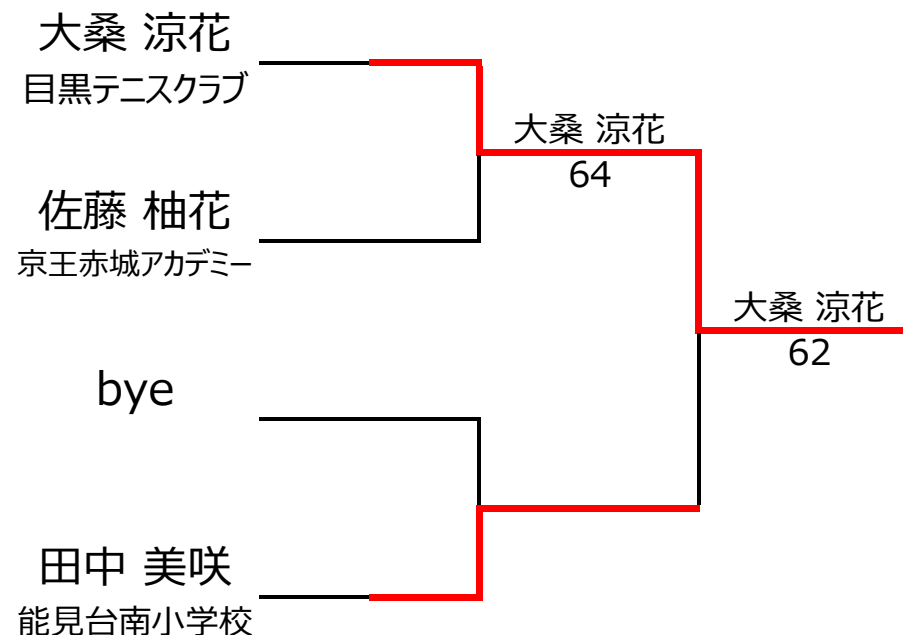 大桑 涼花
目黒テニスクラブ
大桑 涼花
64
佐藤 柚花
京王赤城アカデミー
大桑 涼花
62
bye
田中 美咲
能見台南小学校